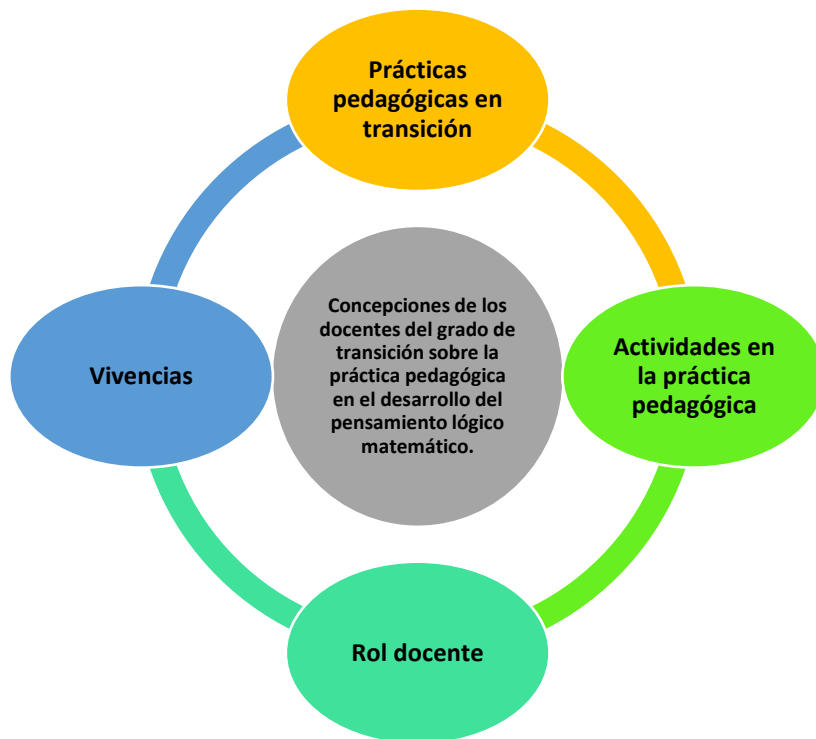 Prácticas
pedagógicas en
transición
Concepciones de los
docentes del grado de
transición sobre la
práctica pedagógica
en el desarrollo del
pensamiento lógico
matemático.
Vivencias
Actividades en
la práctica
pedagógica
Rol docente